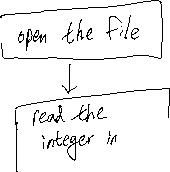 open the file
read the
integer in